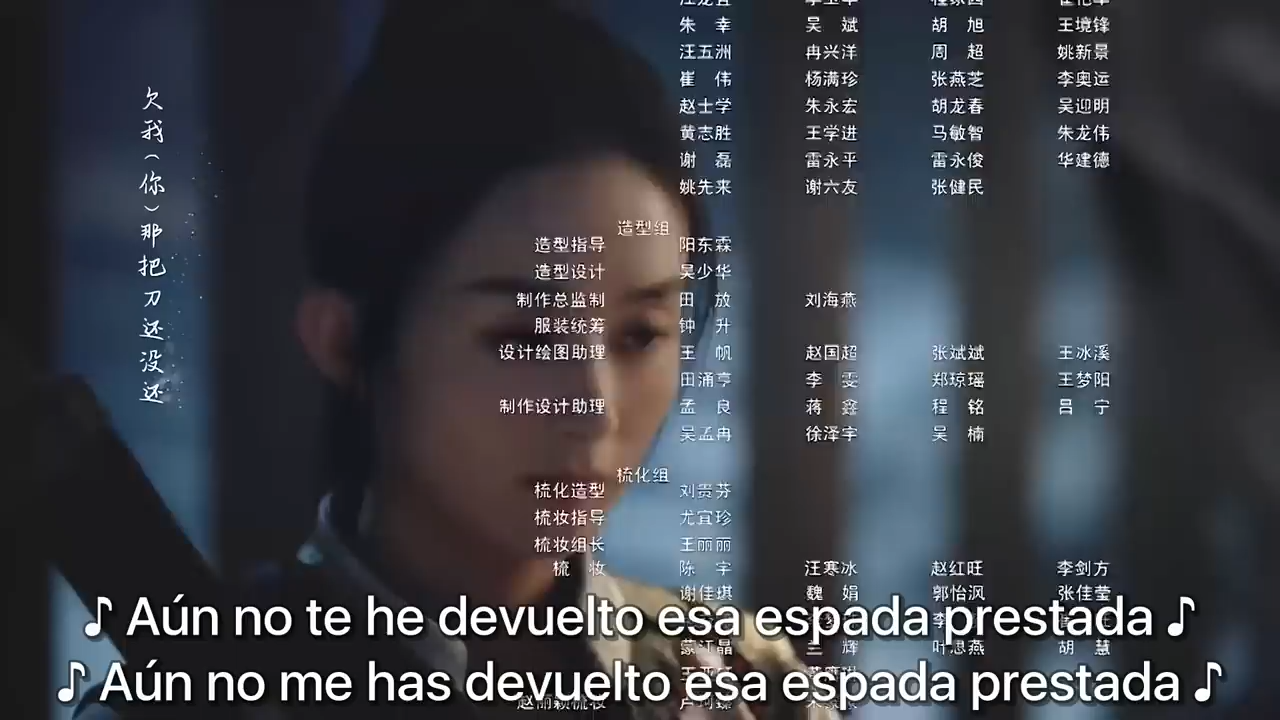 欠我（你）那把刀还没还
朱 幸 吴 斌 胡 旭 王境锋
汪五洲 冉兴洋 周 超 姚新景
崔 伟 杨满珍 张燕芝 李奥运
赵士学 朱永宏 胡龙春 吴迎明
黄志胜 王学进 马敏智 朱龙伟
谢 磊 雷永平 雷永俊 华建德
姚先来 谢六友 张健民
造型组
造型指导 阳东霖
造型设计 吴少华
制作总监制 田 放 刘海燕
服装统筹 钟 升
设计绘图助理 王 帆 赵国超 张斌斌 王冰溪
田涌亨 李 雯 郑琼瑶 王梦阳
制作设计助理 孟 良 蒋 鑫 程 铭 吕 宁
吴孟冉 徐泽宇 吴 楠
梳化组
梳化造型 刘贵芬
梳妆指导 尤宜珍
梳妆组长 王丽丽
梳 妆 陈 宇 汪寒冰 赵红旺 李剑方
谢佳琪 魏 娟 郭怡沨 张佳莹
♪ Aún no te he devuelto esa espada prestada ♪
叶思燕 胡 慧
♪ Aún no me has devuelto esa espada prestada ♪
赵丽颖梳妆